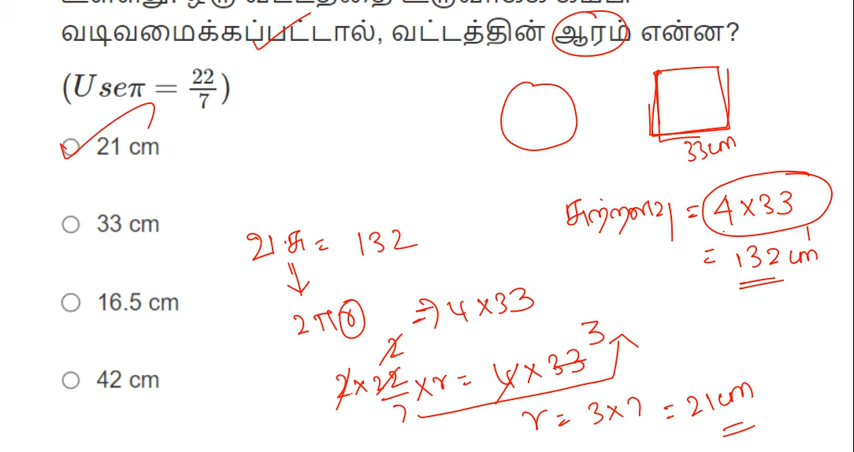 வடிவமைக்கப்பட்டால், வட்டத்தின் ஆரம் என்ன?
(Use π = 22/7)
21 cm
33 cm
16.5 cm
42 cm
33cm
சுற்றளவு = 4×33
= 132 cm
வ.சு = 132
2πr ⇒ 4×33
2×22/7 ×r = 4×33 3
2
r = 3×7 = 21cm